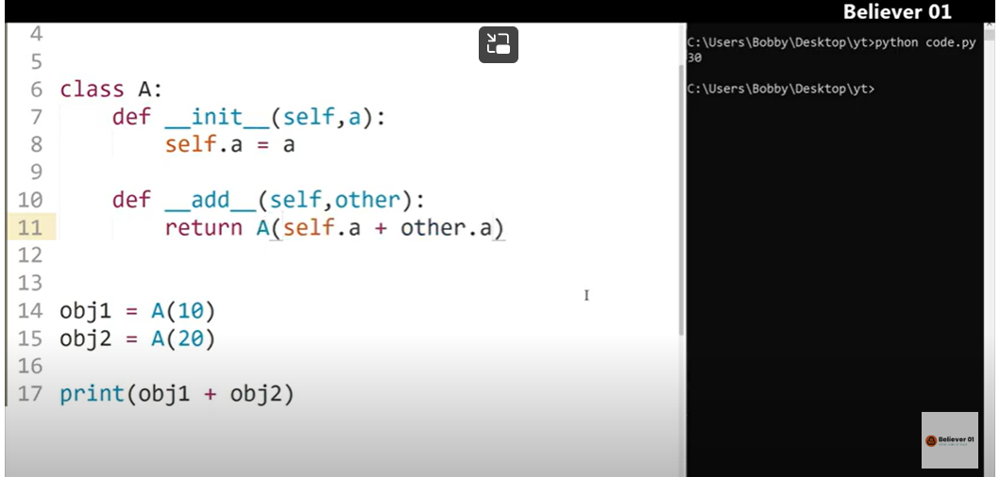 Believer 01
4
5
6 class A:
7 def __init__(self,a):
8 self.a = a
9
10 def __add__(self,other):
11 return A(self.a + other.a)
12
13
14 obj1 = A(10)
15 obj2 = A(20)
16
17 print(obj1 + obj2)
C:\Users\Bobby\Desktop\yt>python code.py
30
C:\Users\Bobby\Desktop\yt>
Believer 01